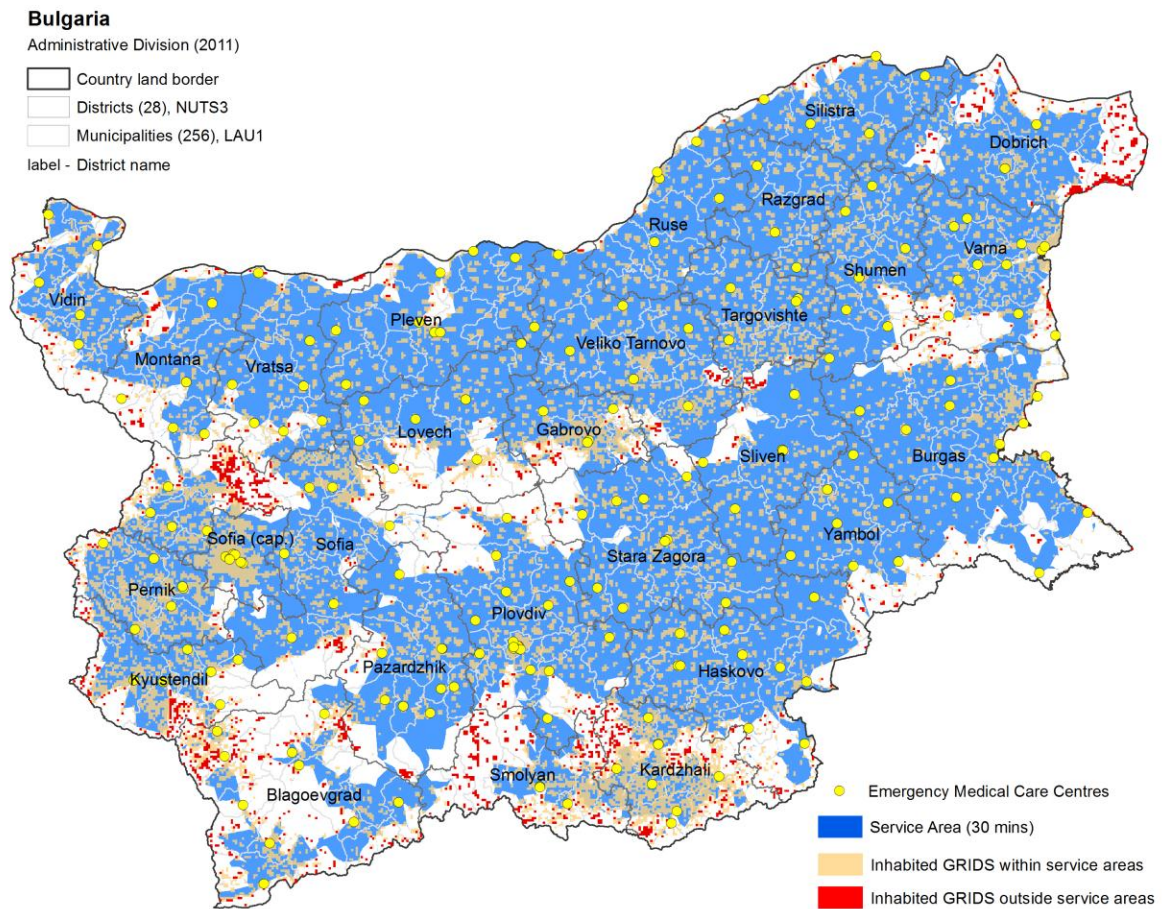 Bulgaria
Administrative Division (2011)
Country land border
Districts (28), NUTS3
Municipalities (256), LAU1
label - District name
Silistra
Dobrich
Razgrad
Ruse
Varna
Shumen
Vidin
Pleven
Targovishte
Montana
Vratsa
Veliko Tarnovo
Lovech
Gabrovo
Sliven
Burgas
Sofia (cap.)
Sofia
Yambol
Stara Zagora
Pernik
Plovdiv
Pazardzhik
Haskovo
Kyustendil
Smolyan
Kardzhali
Blagoevgrad
Emergency Medical Care Centres
Service Area (30 mins)
Inhabited GRIDS within service areas
Inhabited GRIDS outside service areas